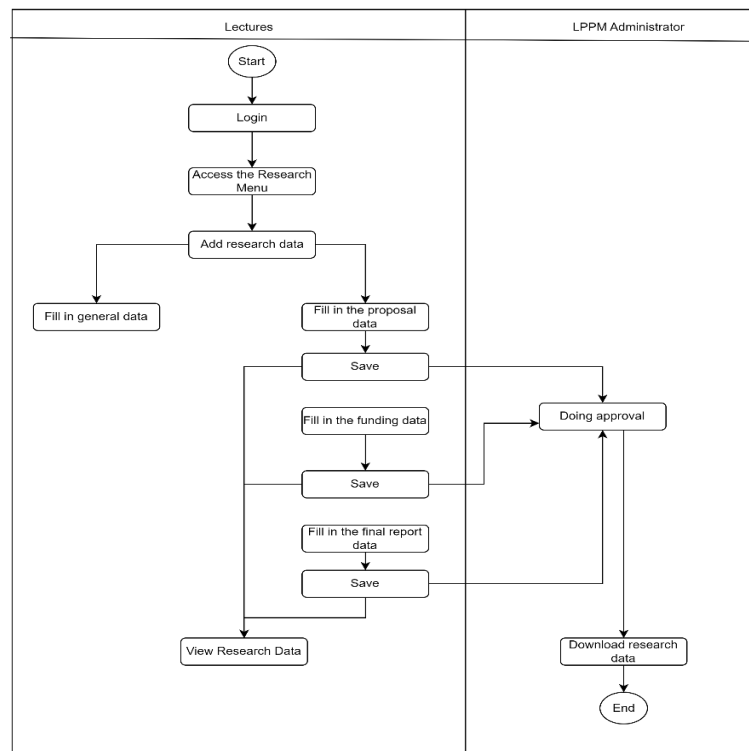 Lectures
LPPM Administrator
Start
Login
Access the Research
Menu
Add research data
Fill in general data
Fill in the proposal
data
Save
Doing approval
Fill in the funding data
Save
Fill in the final report
data
Save
View Research Data
Download research
data
End